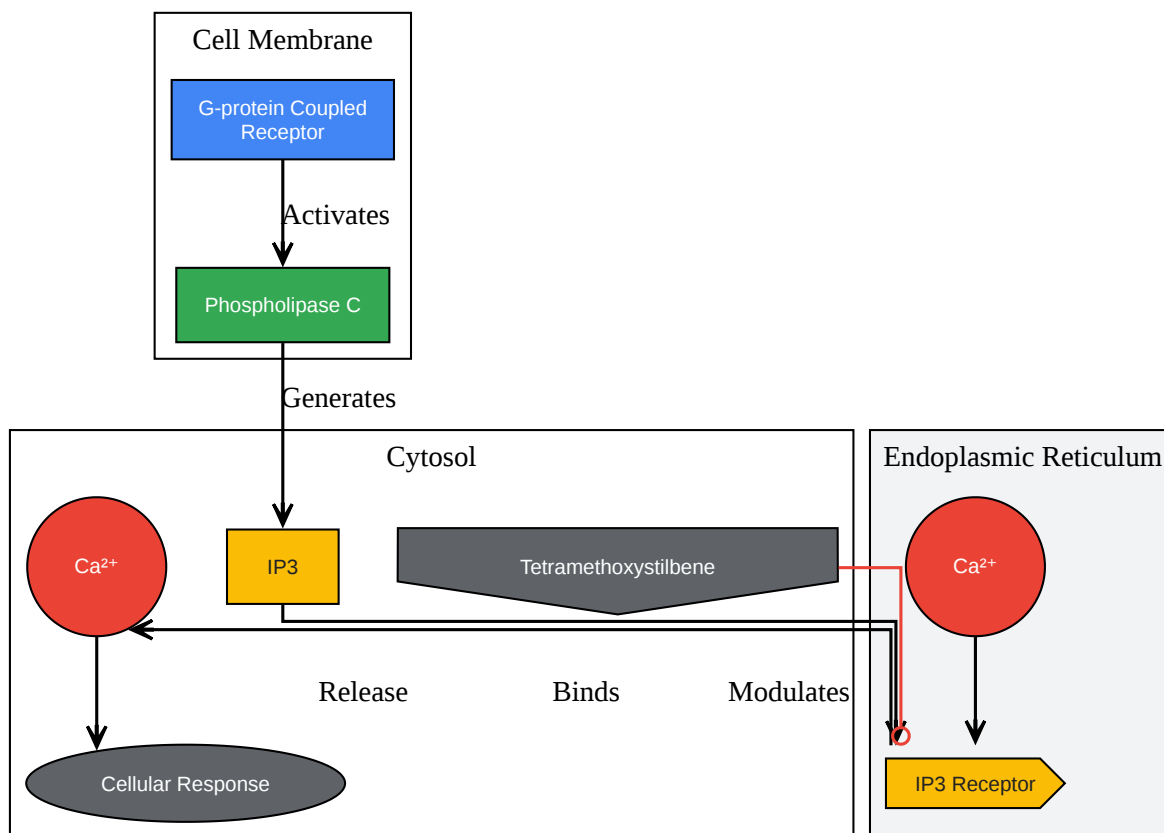 Cell Membrane
G-protein Coupled
Receptor
Activates
Phospholipase C
Generates
Cytosol
Endoplasmic Reticulum
Ca²⁺
IP3
Tetramethoxystilbene
Ca²⁺
Release
Binds
Modulates
Cellular Response
IP3 Receptor